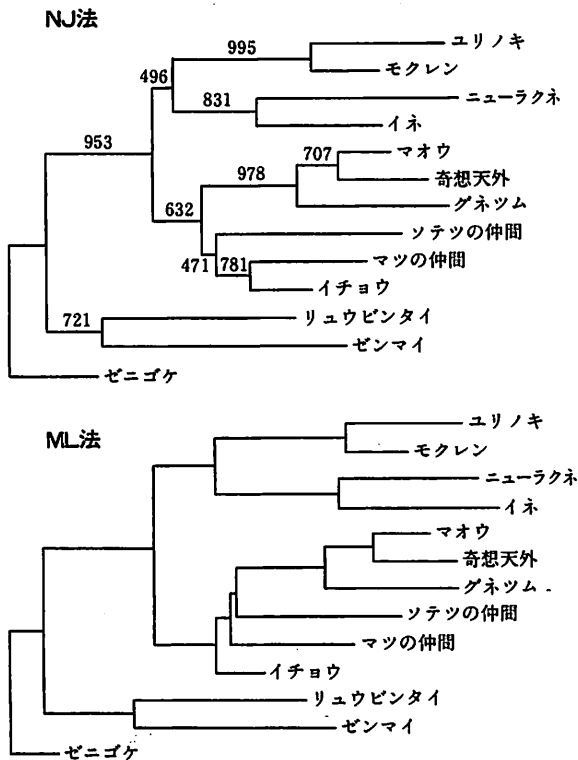 NJ法
ユリノキ
995
モクレン
496
ニューラクネ
831
イネ
953
マオウ
707
奇想天外
978
グネツム
632
ソテツの仲間
マツの仲間
471
781
イチョウ
リュウビンタイ
721
ゼンマイ
ゼニゴケ
ML法
ユリノキ
モクレン
ニューラクネ
イネ
マオウ
奇想天外
グネツム
ソテツの仲間
マツの仲間
イチョウ
リュウビンタイ
ゼンマイ
ゼニゴケ